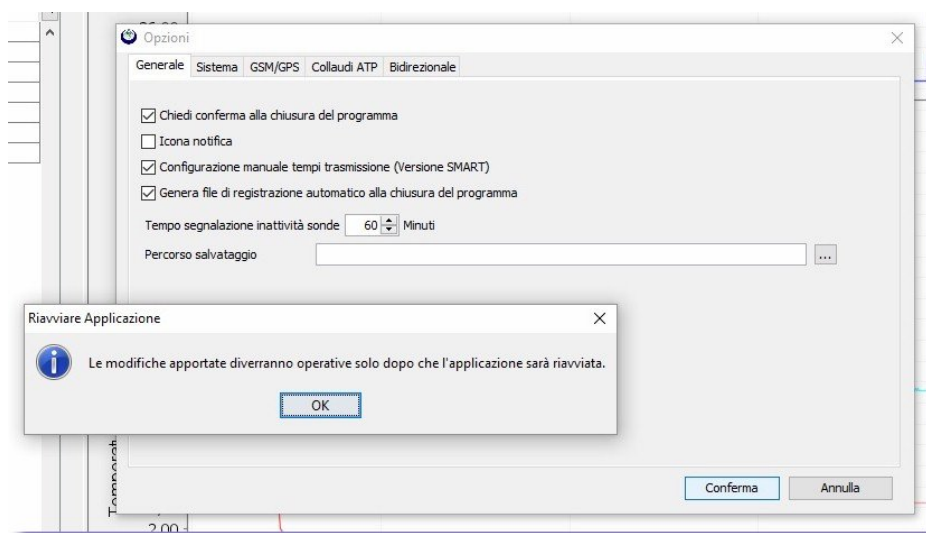 Opzioni
Generale Sistema GSM/GPS Collaudi ATP Bidirezionale
Chiedi conferma alla chiusura del programma
Icona notifica
Configurazione manuale tempi trasmissione (Versione SMART)
Genera file di registrazione automatico alla chiusura del programma
Tempo segnalazione inattività sonde 60 Minuti
Percorso salvataggio ...
Riavviare Applicazione
Le modifiche apportate diverranno operative solo dopo che l'applicazione sarà riavviata.
OK
Conferma Annulla
2.00